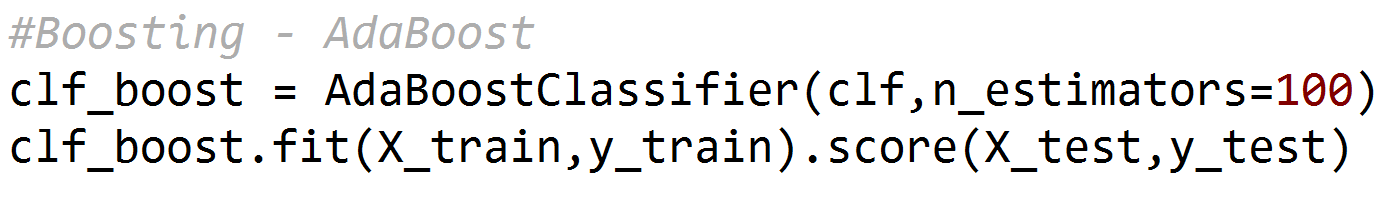 #Boosting - AdaBoost
clf_boost = AdaBoostClassifier(clf,n_estimators=100)
clf_boost.fit(X_train,y_train).score(X_test,y_test)